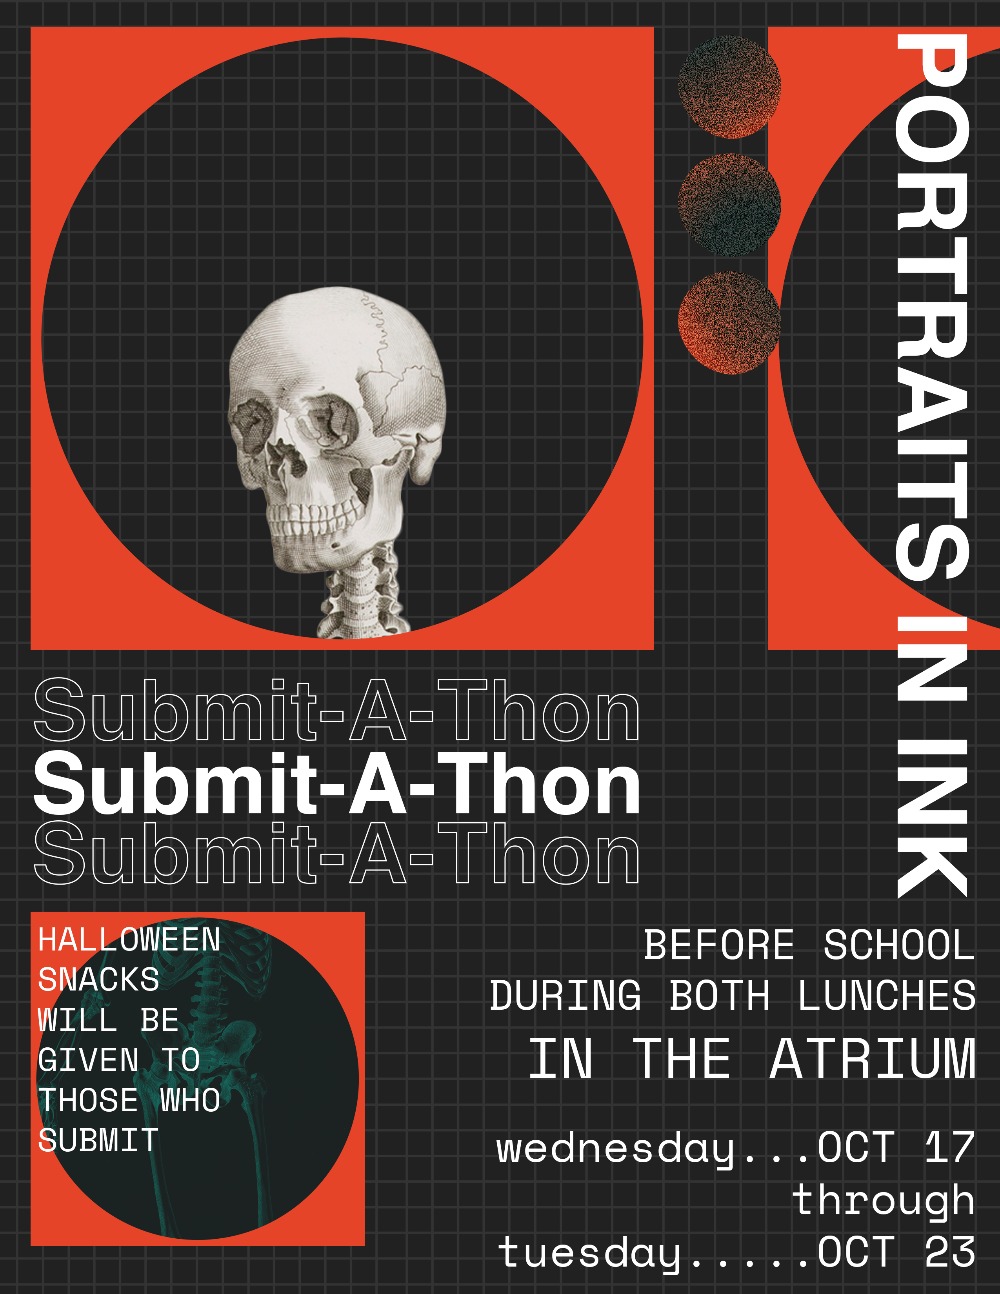 PORTRAITS IN INK
Submit-A-Thon
Submit-A-Thon
Submit-A-Thon
HALLOWEEN
SNACKS
WILL BE
GIVEN TO
THOSE WHO
SUBMIT
BEFORE SCHOOL
DURING BOTH LUNCHES
IN THE ATRIUM
wednesday...OCT 17
through
tuesday.....OCT 23